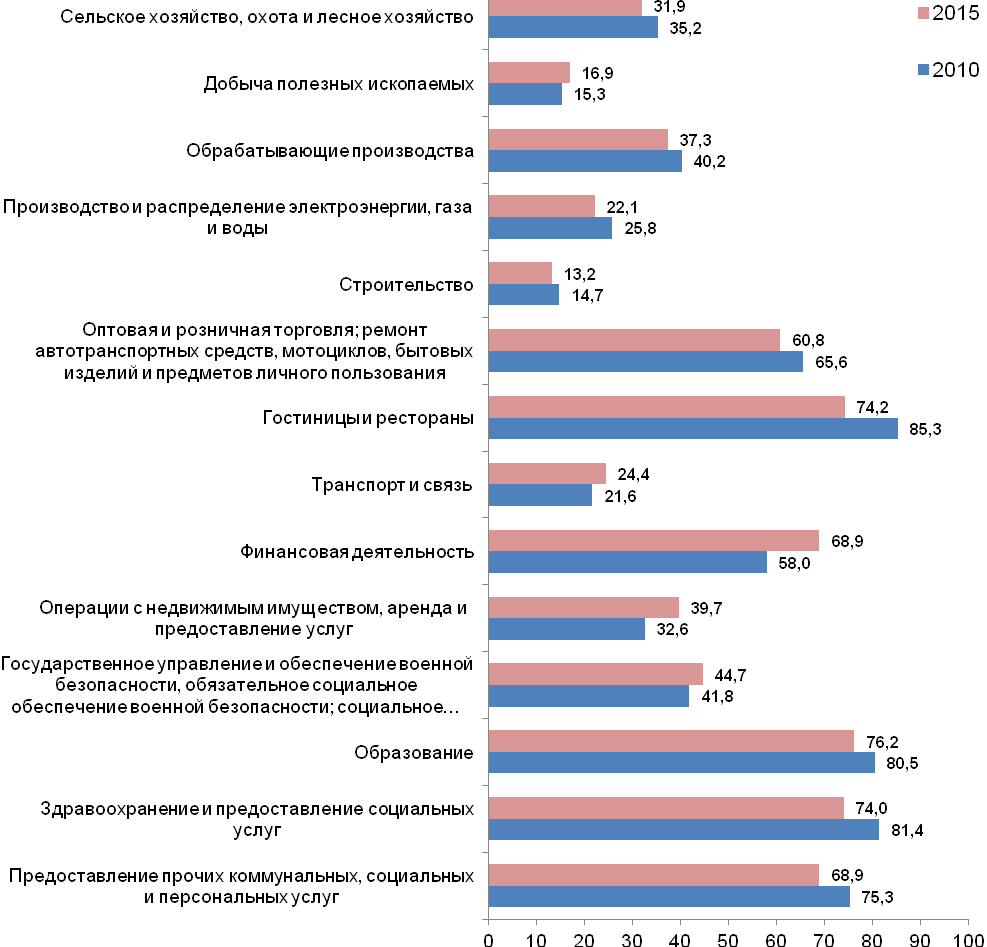 Сельское хозяйство, охота и лесное хозяйство
31,9
35,2
2015
2010
Добыча полезных ископаемых
16,9
15,3
Обрабатывающие производства
37,3
40,2
Производство и распределение электроэнергии, газа
и воды
22,1
25,8
Строительство
13,2
14,7
Оптовая и розничная торговля; ремонт
автотранспортных средств, мотоциклов, бытовых
изделий и предметов личного пользования
60,8
65,6
Гостиницы и рестораны
74,2
85,3
Транспорт и связь
24,4
21,6
Финансовая деятельность
68,9
58,0
Операции с недвижимым имуществом, аренда и
предоставление услуг
39,7
32,6
Государственное управление и обеспечение военной
безопасности, обязательное социальное
обеспечение военной безопасности; социальное...
44,7
41,8
Образование
76,2
80,5
Здравоохранение и предоставление социальных
услуг
74,0
81,4
Предоставление прочих коммунальных, социальных
и персональных услуг
68,9
75,3
0 10 20 30 40 50 60 70 80 90 100